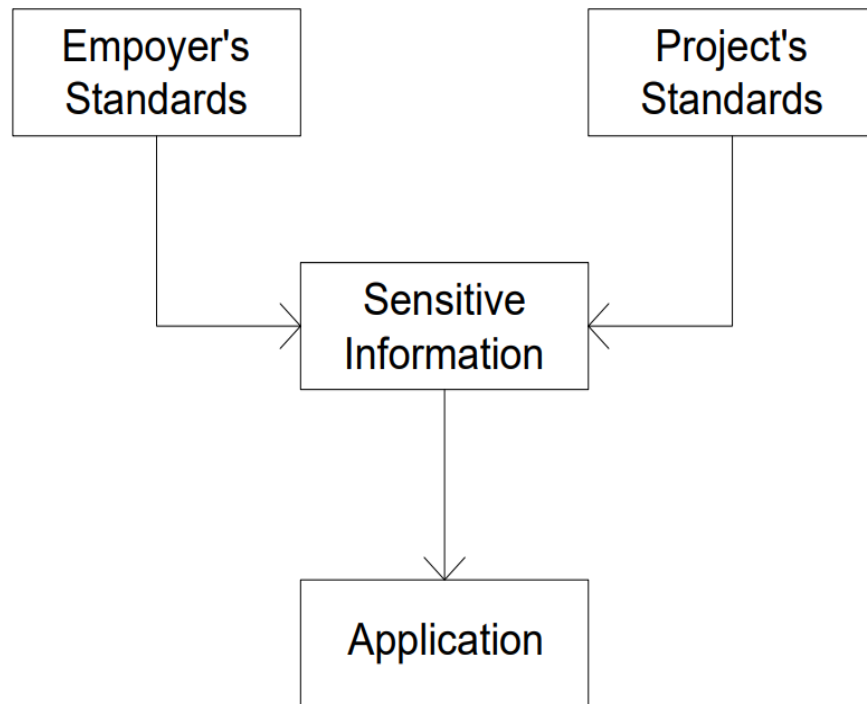 Empoyer's
Standards
Project's
Standards
Sensitive
Information
Application